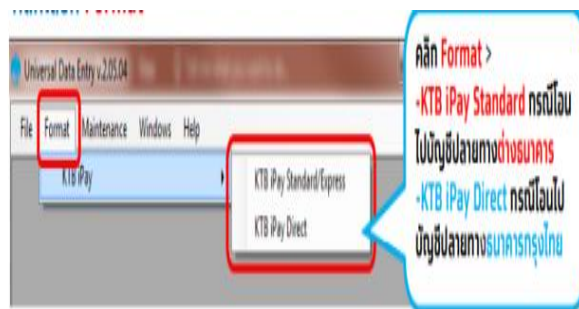 Format
Universal Data Entry v.2.05.04
File Format Maintenance Windows Help
KTB iPay
KTB iPay Standard/Express
KTB iPay Direct
คลิก Format >
-KTB iPay Standard กรณีโอน
ไปบัญชีปลายทางต่างธนาคาร
-KTB iPay Direct กรณีโอนไป
บัญชีปลายทางธนาคารกรุงไทย